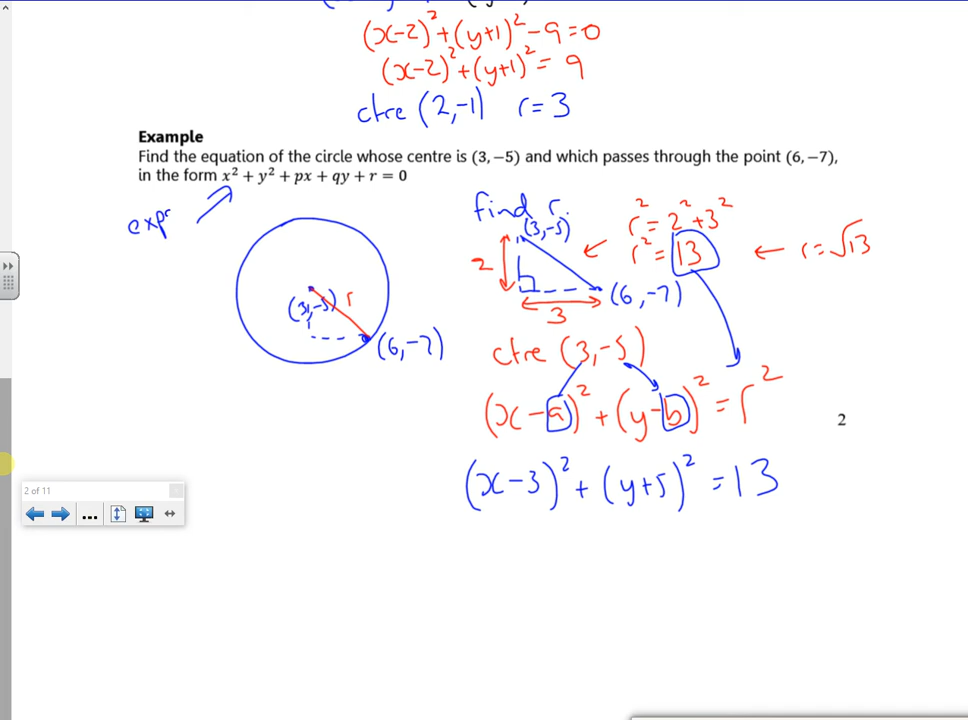 (x-2)²+(y+1)²-9=0
(x-2)²+(y+1)²=9
ctre (2,-1) r=3
Example
Find the equation of the circle whose centre is (3, −5) and which passes through the point (6, −7),
in the form x² + y² + px + qy + r = 0
expr
find r.
(3,-5)
2
3
(6,-7)
r²=2²+3²
r²=13
r=√13
(3,-5)
r
(6,-7)
ctre (3,-5)
(x-a)²+(y-b)²=r²
2
(x-3)²+(y+5)²=13
2 of 11
...